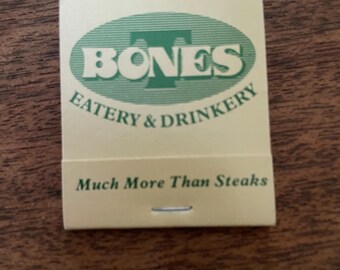 T
BONES
EATERY & DRINKERY
Much More Than Steaks